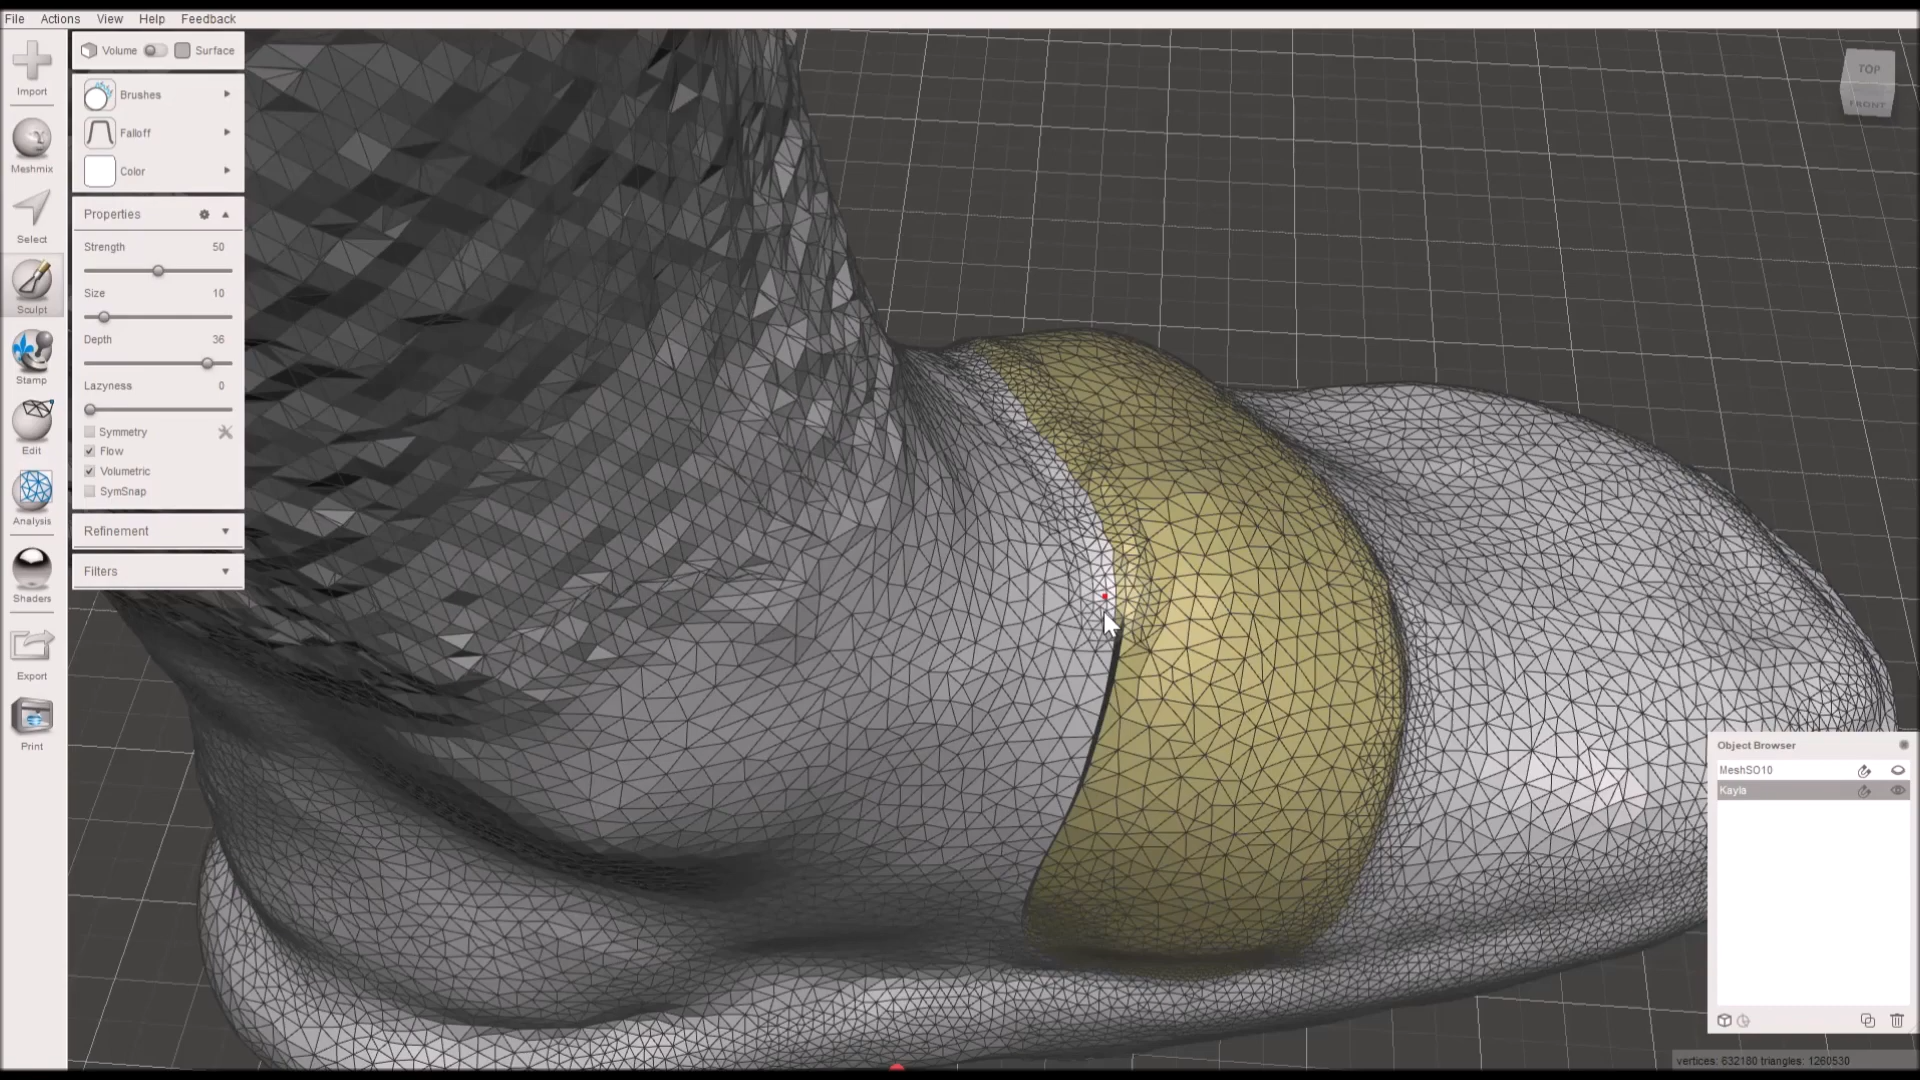 File Actions View Help Feedback
Import
Meshmix
Select
Sculpt
Stamp
Edit
Analysis
Shaders
Export
Print
Volume Surface
Brushes
Falloff
Color
Properties
Strength 50
Size 10
Depth 36
Lazyness 0
Symmetry
Flow
Volumetric
SymSnap
Refinement
Filters
TOP
FRONT
Object Browser
MeshSO10
Kayla
vertices: 632180 triangles: 1260530